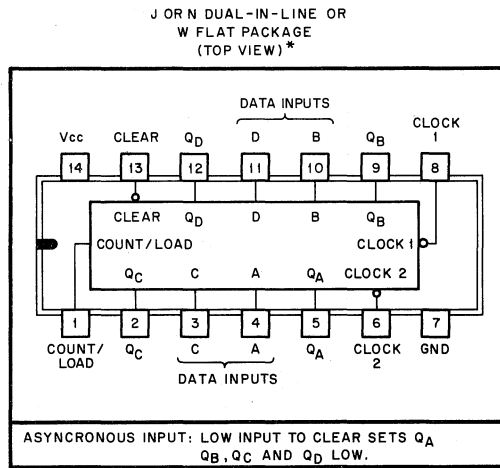 J OR N DUAL-IN-LINE OR
W FLAT PACKAGE
(TOP VIEW)*
DATA INPUTS
Vcc CLEAR QD D B QB CLOCK 1
14 13 12 11 10 9 8
CLEAR QD D B QB
COUNT/LOAD CLOCK 1
QC C A QA CLOCK 2
1 2 3 4 5 6 7
COUNT/ LOAD QC C A QA CLOCK 2 GND
DATA INPUTS
ASYNCRONOUS INPUT: LOW INPUT TO CLEAR SETS QA
QB, QC AND QD LOW.